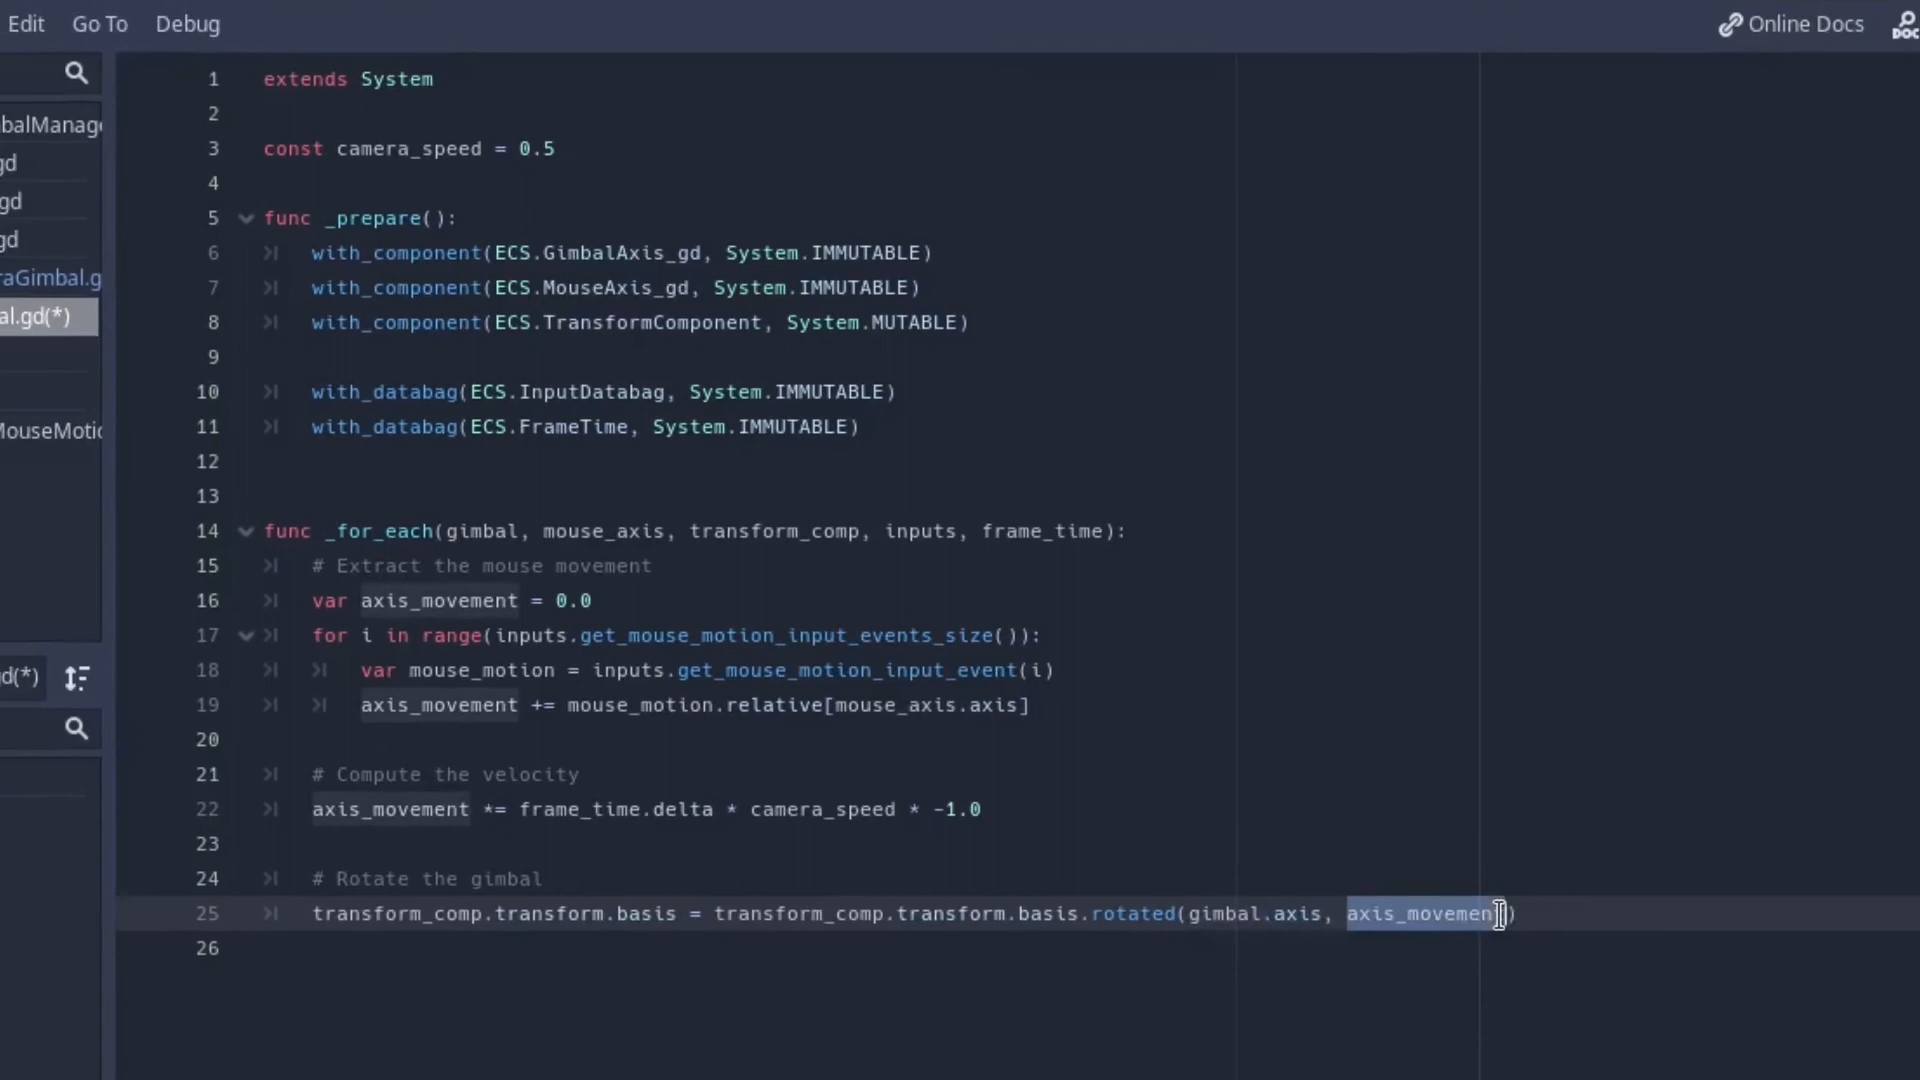 Edit Go To Debug Online Docs
balManage
gd
gd
gd
raGimbal.g
al.gd(*)
MouseMotio
gd(*)
1 extends System
2
3 const camera_speed = 0.5
4
5 func _prepare():
6 with_component(ECS.GimbalAxis_gd, System.IMMUTABLE)
7 with_component(ECS.MouseAxis_gd, System.IMMUTABLE)
8 with_component(ECS.TransformComponent, System.MUTABLE)
9
10 with_databag(ECS.InputDatabag, System.IMMUTABLE)
11 with_databag(ECS.FrameTime, System.IMMUTABLE)
12
13
14 func _for_each(gimbal, mouse_axis, transform_comp, inputs, frame_time):
15 # Extract the mouse movement
16 var axis_movement = 0.0
17 for i in range(inputs.get_mouse_motion_input_events_size()):
18 var mouse_motion = inputs.get_mouse_motion_input_event(i)
19 axis_movement += mouse_motion.relative[mouse_axis.axis]
20
21 # Compute the velocity
22 axis_movement *= frame_time.delta * camera_speed * -1.0
23
24 # Rotate the gimbal
25 transform_comp.transform.basis = transform_comp.transform.basis.rotated(gimbal.axis, axis_movement)
26